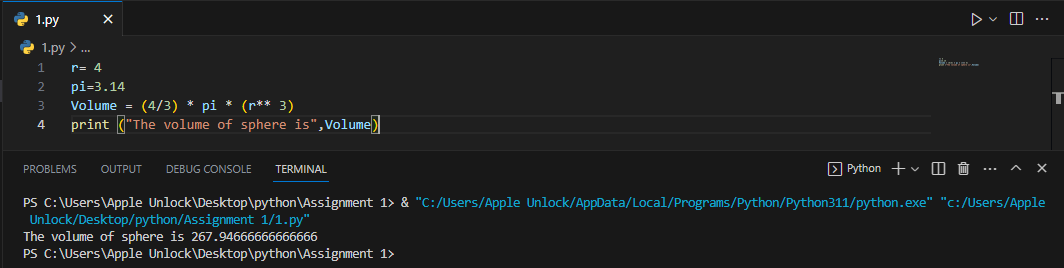 1.py
1.py > ...
1 r= 4
2 pi=3.14
3 Volume = (4/3) * pi * (r** 3)
4 print ("The volume of sphere is",Volume)
PROBLEMS OUTPUT DEBUG CONSOLE TERMINAL Python
PS C:\Users\Apple Unlock\Desktop\python\Assignment 1> & "C:/Users/Apple Unlock/AppData/Local/Programs/Python/Python311/python.exe" "c:/Users/Apple
Unlock/Desktop/python/Assignment 1/1.py"
The volume of sphere is 267.94666666666666
PS C:\Users\Apple Unlock\Desktop\python\Assignment 1>